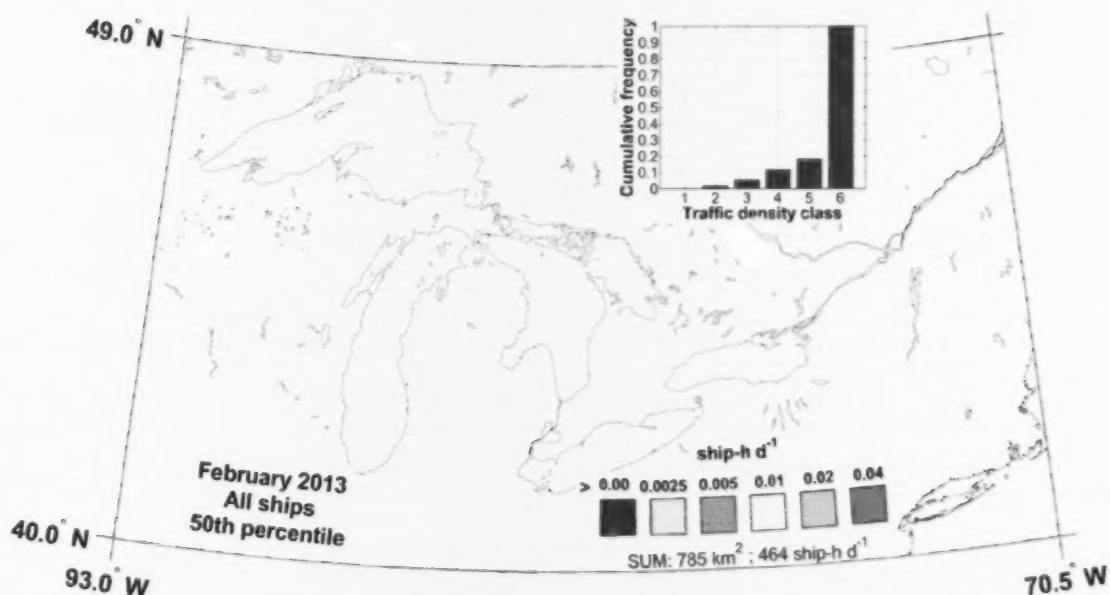 49.0° N
Cumulative frequency
1
0.9
0.8
0.7
0.6
0.5
0.4
0.3
0.2
0.1
0
1 2 3 4 5 6
Traffic density class
February 2013
All ships
50th percentile
ship-h d⁻¹
> 0.00 0.0025 0.005 0.01 0.02 0.04
SUM: 785 km² ; 464 ship-h d⁻¹
40.0° N
93.0° W
70.5° W